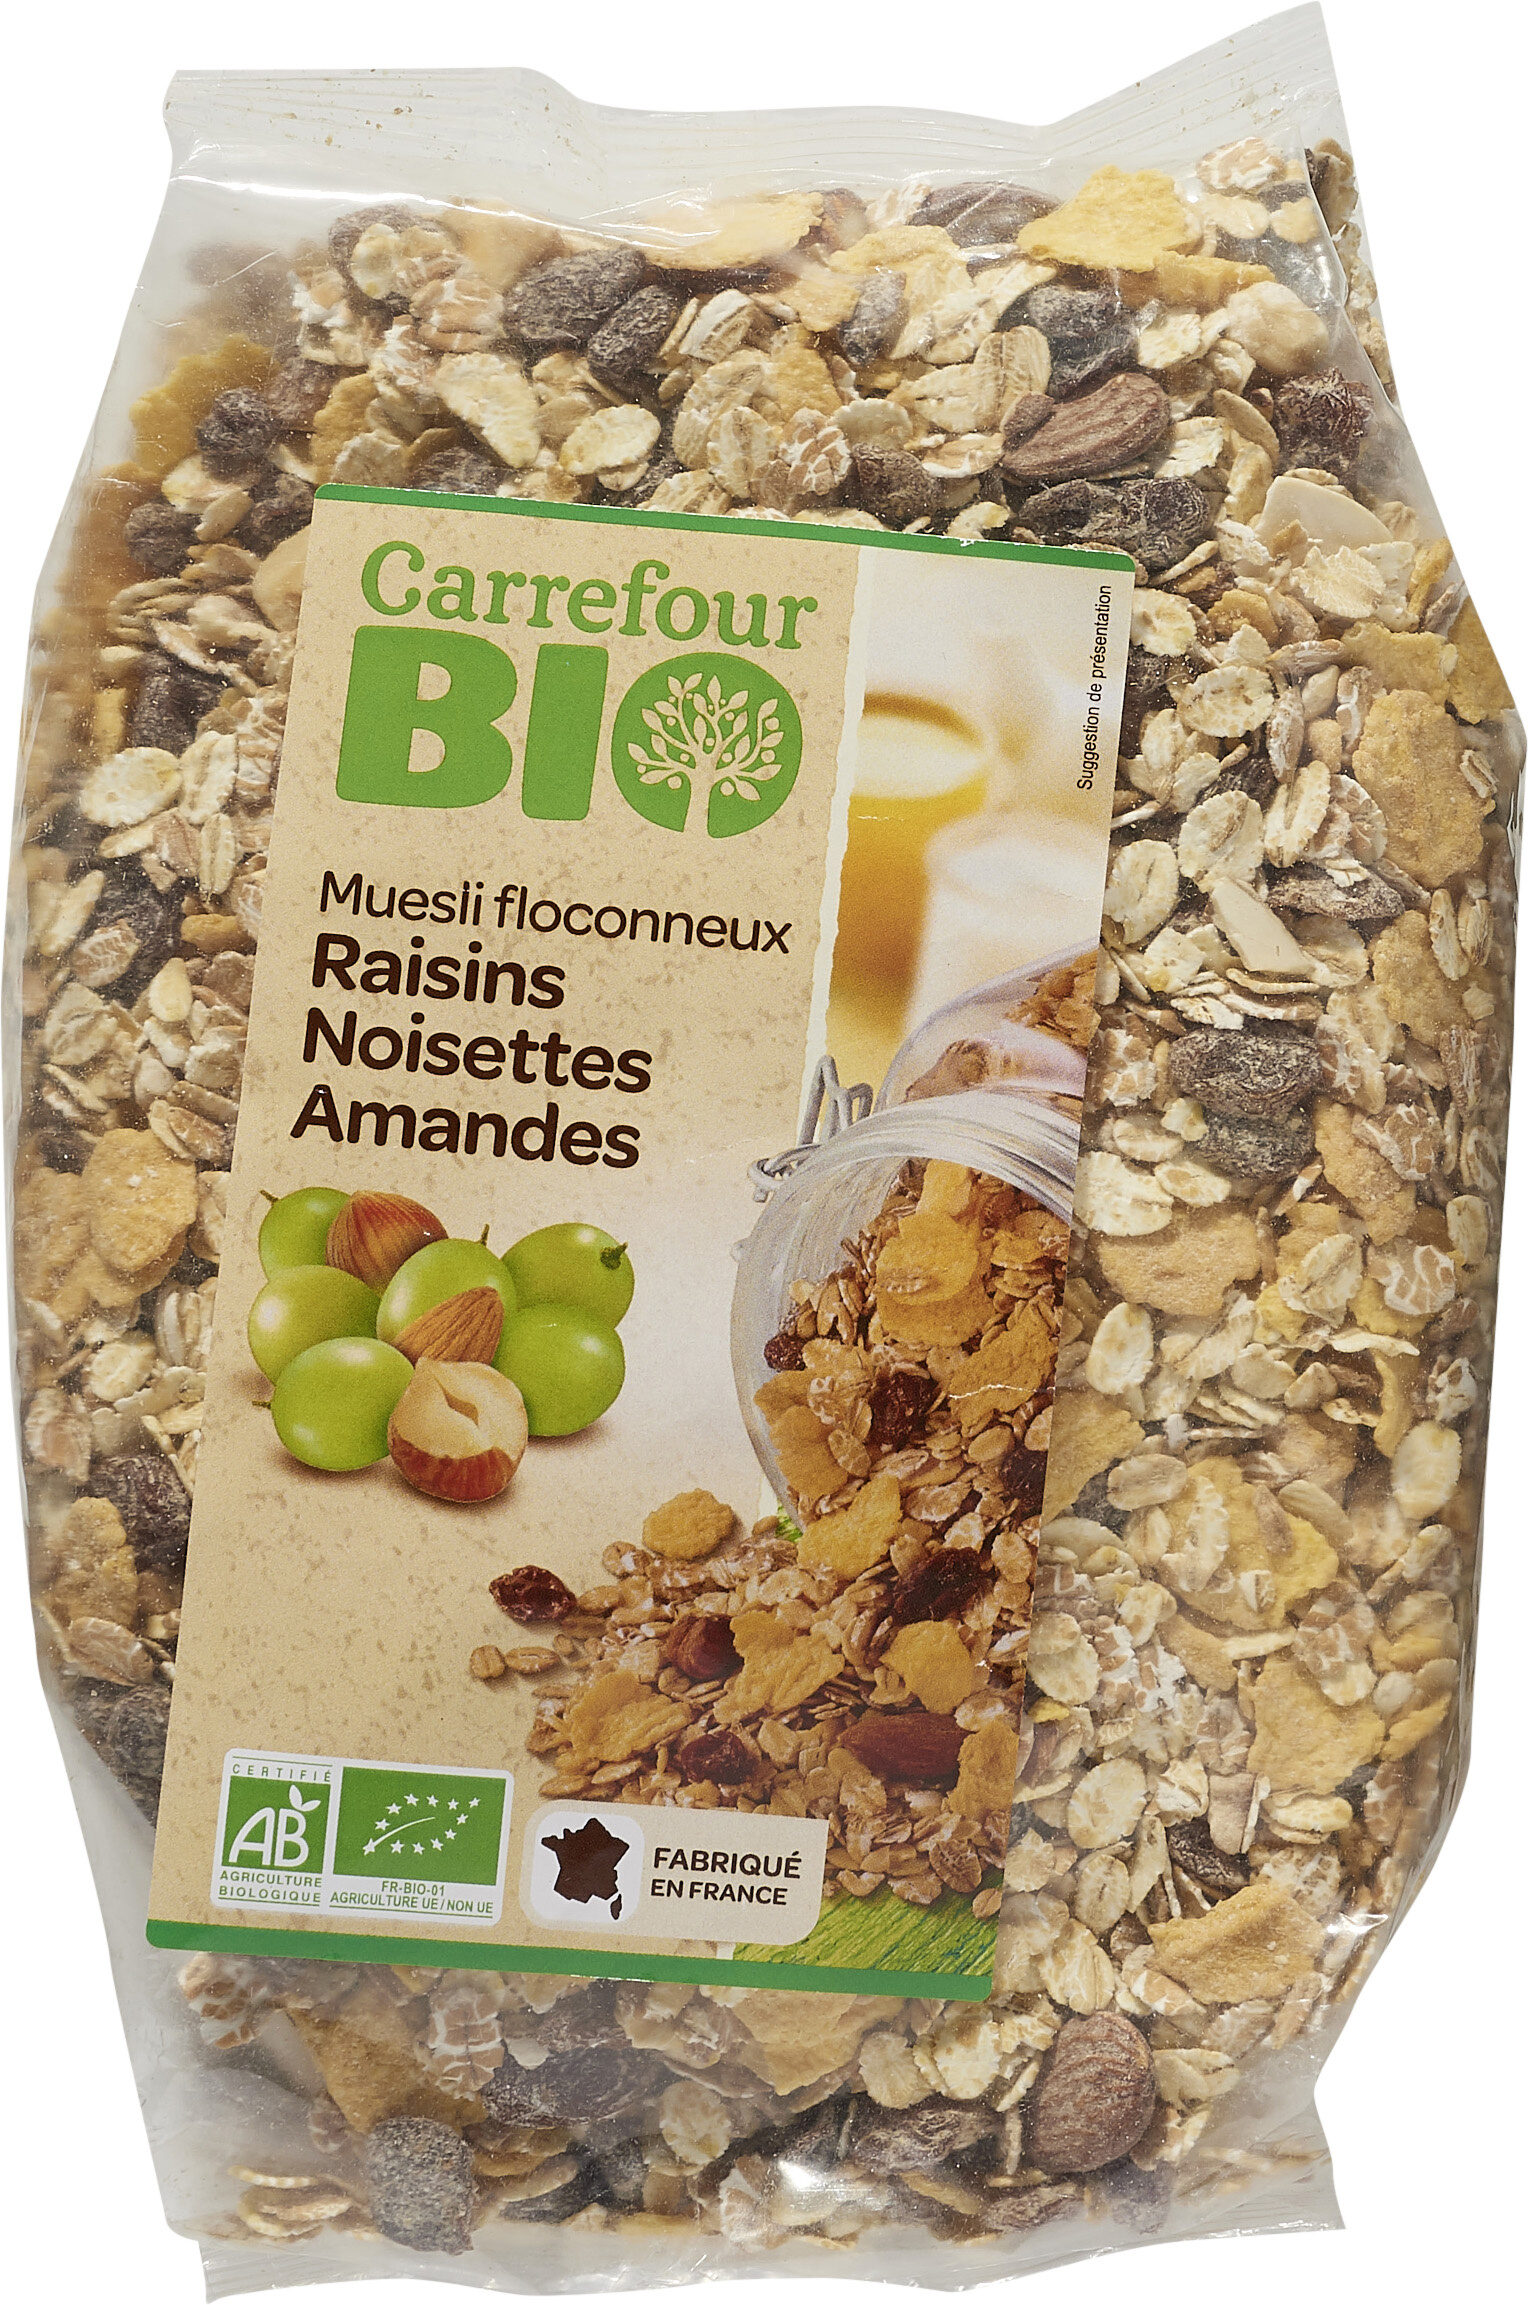 Carrefour
BIO
Suggestion de présentation
Muesli floconneux
Raisins
Noisettes
Amandes
CERTIFIÉ
AB
AGRICULTURE
BIOLOGIQUE
FR-BIO-01
AGRICULTURE UE/NON UE
FABRIQUÉ
EN FRANCE